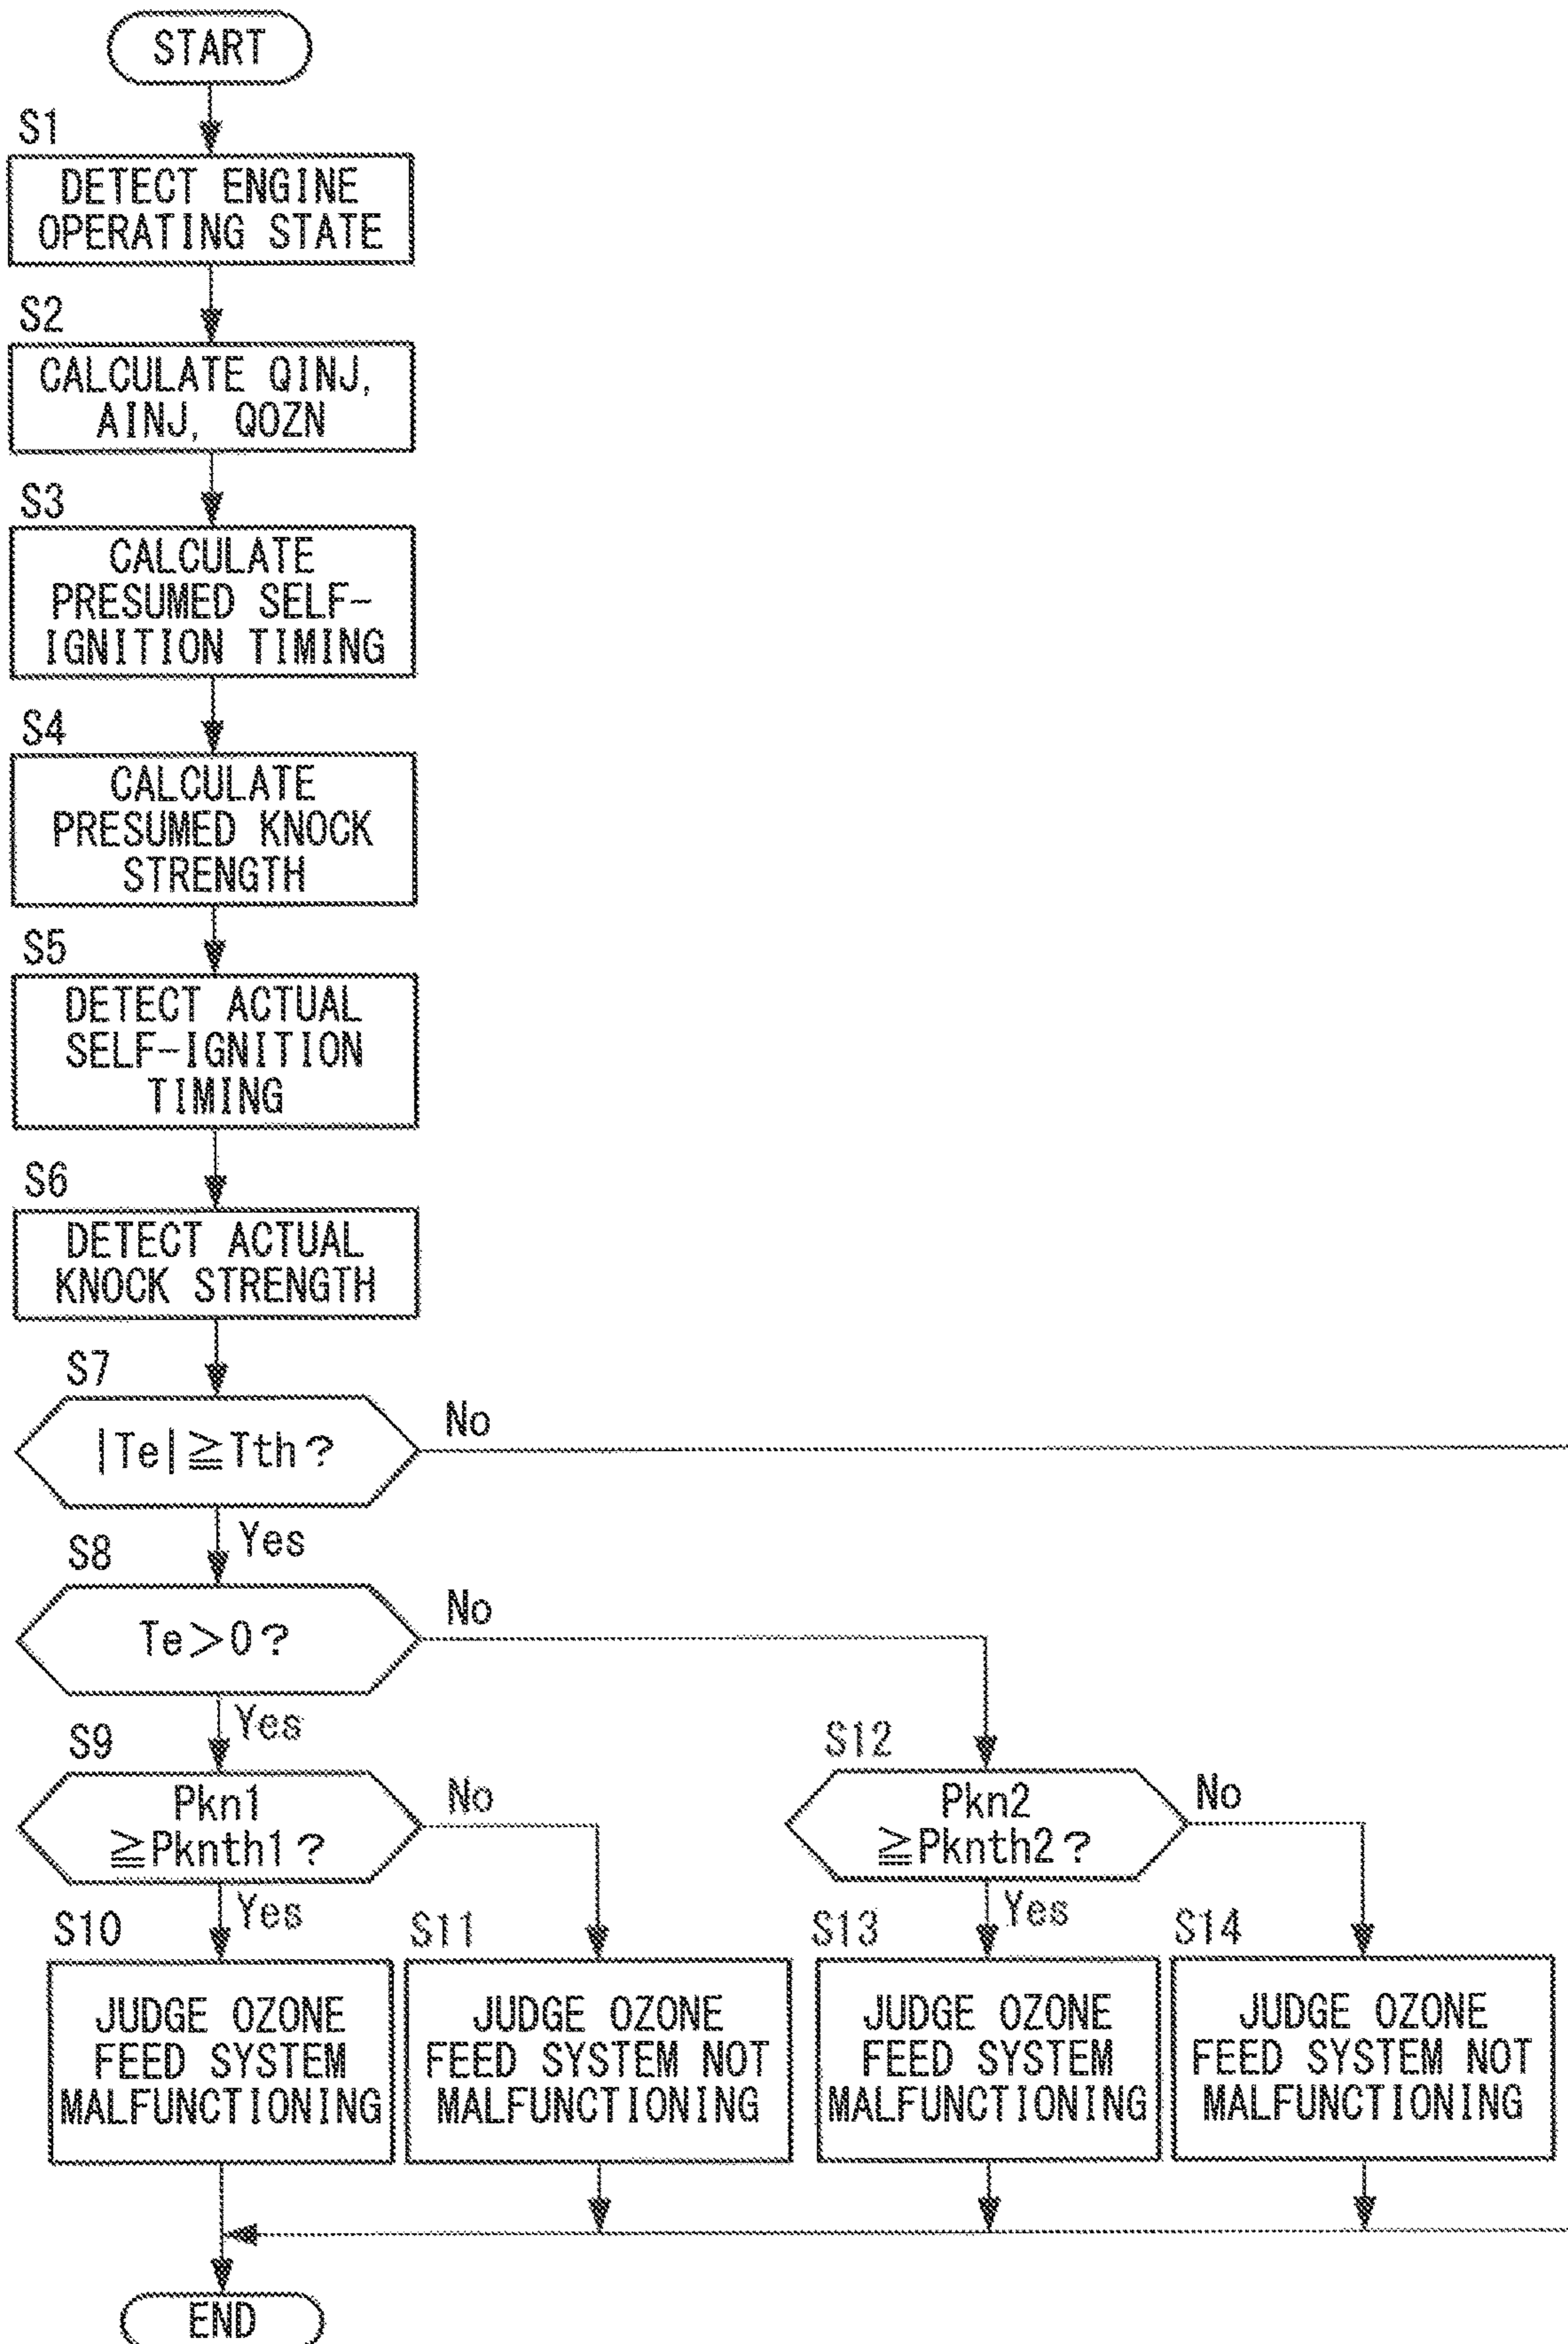 START
S1
DETECT ENGINE
OPERATING STATE
S2
CALCULATE QINJ,
AINJ, QOZN
S3
CALCULATE
PRESUMED SELF-
IGNITION TIMING
S4
CALCULATE
PRESUMED KNOCK
STRENGTH
S5
DETECT ACTUAL
SELF-IGNITION
TIMING
S6
DETECT ACTUAL
KNOCK STRENGTH
S7
|Te|≧Tth?
No
Yes
S8
Te>0?
No
Yes
S9
Pkn1
≧Pknth1?
No
Yes
S12
Pkn2
≧Pknth2?
No
Yes
S10
JUDGE OZONE
FEED SYSTEM
MALFUNCTIONING
S11
JUDGE OZONE
FEED SYSTEM NOT
MALFUNCTIONING
S13
JUDGE OZONE
FEED SYSTEM
MALFUNCTIONING
S14
JUDGE OZONE
FEED SYSTEM NOT
MALFUNCTIONING
END